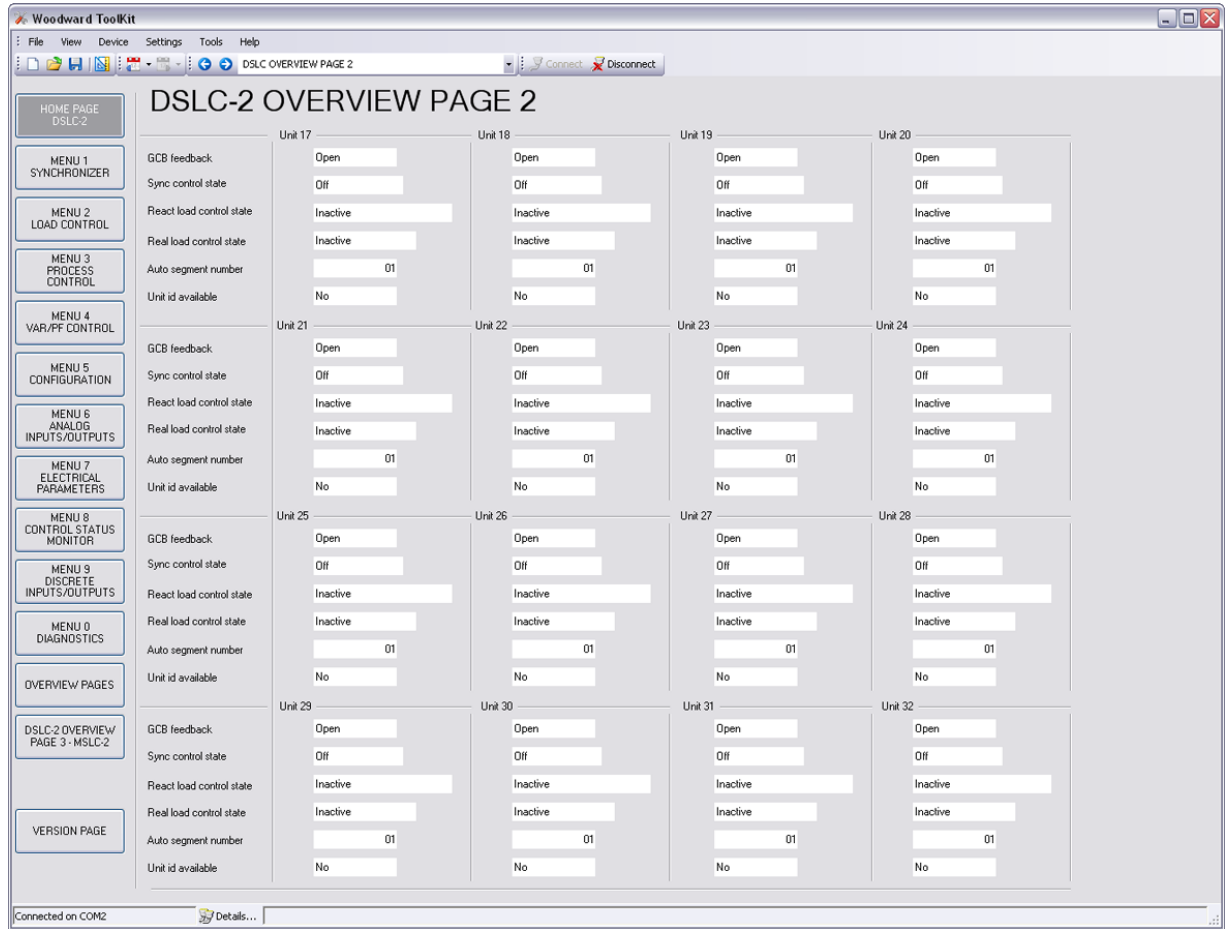 Woodward ToolKit
File View Device Settings Tools Help
DSLC OVERVIEW PAGE 2 Connect Disconnect
HOME PAGE
DSLC-2
MENU 1
SYNCHRONIZER
MENU 2
LOAD CONTROL
MENU 3
PROCESS
CONTROL
MENU 4
VAR/PF CONTROL
MENU 5
CONFIGURATION
MENU 6
ANALOG
INPUTS/OUTPUTS
MENU 7
ELECTRICAL
PARAMETERS
MENU 8
CONTROL STATUS
MONITOR
MENU 9
DISCRETE
INPUTS/OUTPUTS
MENU 0
DIAGNOSTICS
OVERVIEW PAGES
DSLC-2 OVERVIEW
PAGE 3 - MSLC-2
VERSION PAGE
DSLC-2 OVERVIEW PAGE 2
Unit 17 Unit 18 Unit 19 Unit 20
GCB feedback Open Open Open Open
Sync control state Off Off Off Off
React load control state Inactive Inactive Inactive Inactive
Real load control state Inactive Inactive Inactive Inactive
Auto segment number 01 01 01 01
Unit id available No No No No
Unit 21 Unit 22 Unit 23 Unit 24
GCB feedback Open Open Open Open
Sync control state Off Off Off Off
React load control state Inactive Inactive Inactive Inactive
Real load control state Inactive Inactive Inactive Inactive
Auto segment number 01 01 01 01
Unit id available No No No No
Unit 25 Unit 26 Unit 27 Unit 28
GCB feedback Open Open Open Open
Sync control state Off Off Off Off
React load control state Inactive Inactive Inactive Inactive
Real load control state Inactive Inactive Inactive Inactive
Auto segment number 01 01 01 01
Unit id available No No No No
Unit 29 Unit 30 Unit 31 Unit 32
GCB feedback Open Open Open Open
Sync control state Off Off Off Off
React load control state Inactive Inactive Inactive Inactive
Real load control state Inactive Inactive Inactive Inactive
Auto segment number 01 01 01 01
Unit id available No No No No
Connected on COM2 Details...